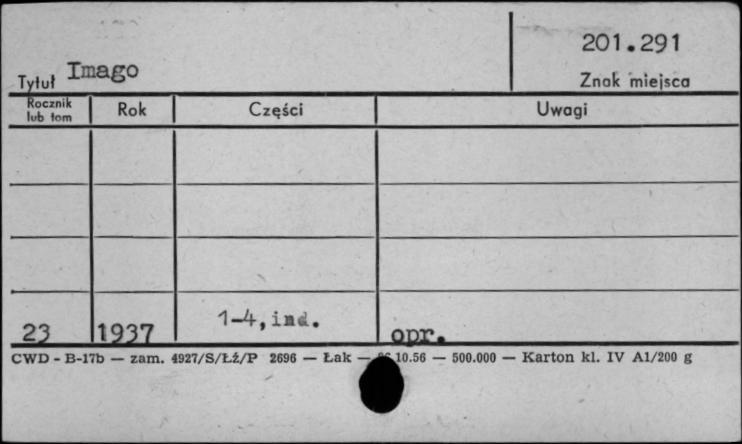 201.291
Tytuł Imago
Znak miejsca
Rocznik lub tom Rok Części Uwagi
23 1937 1-4, ind. opr.
CWD - B-17b — zam. 4927/S/Łż/P 2696 — Łak — 10.56 — 500.000 — Karton kl. IV A1/200 g